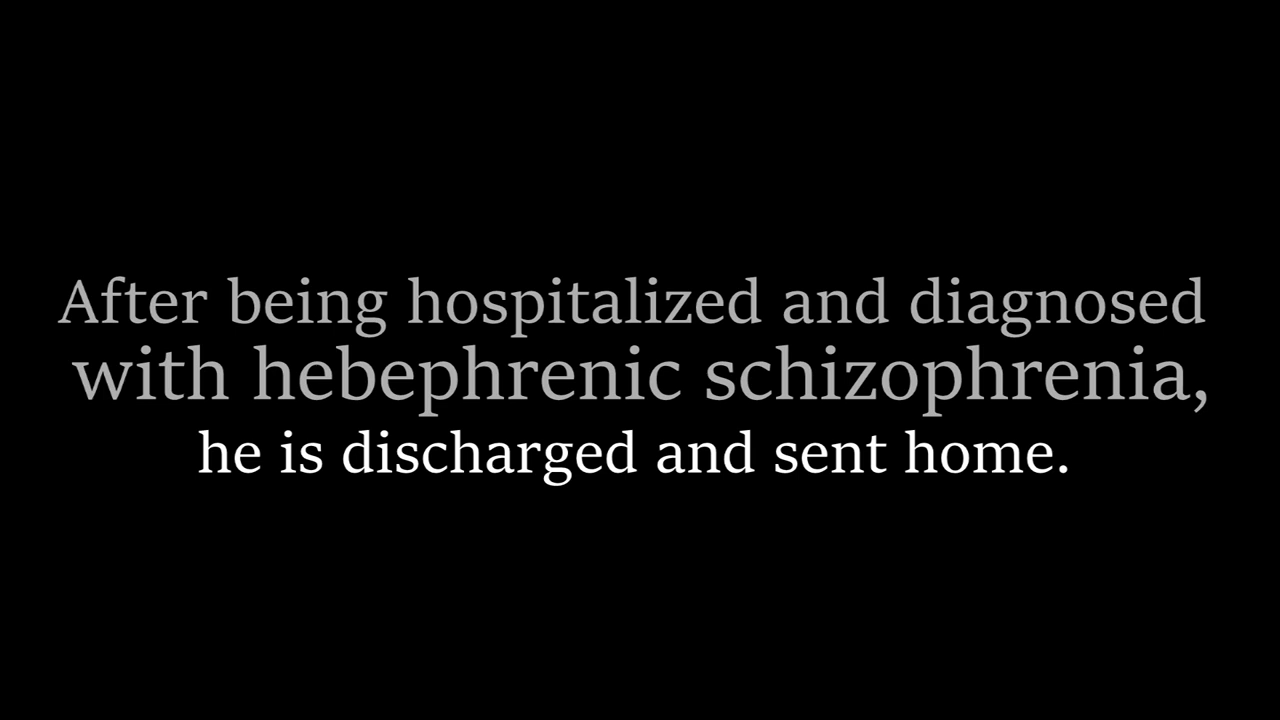 After being hospitalized and diagnosed
with hebephrenic schizophrenia,
he is discharged and sent home.